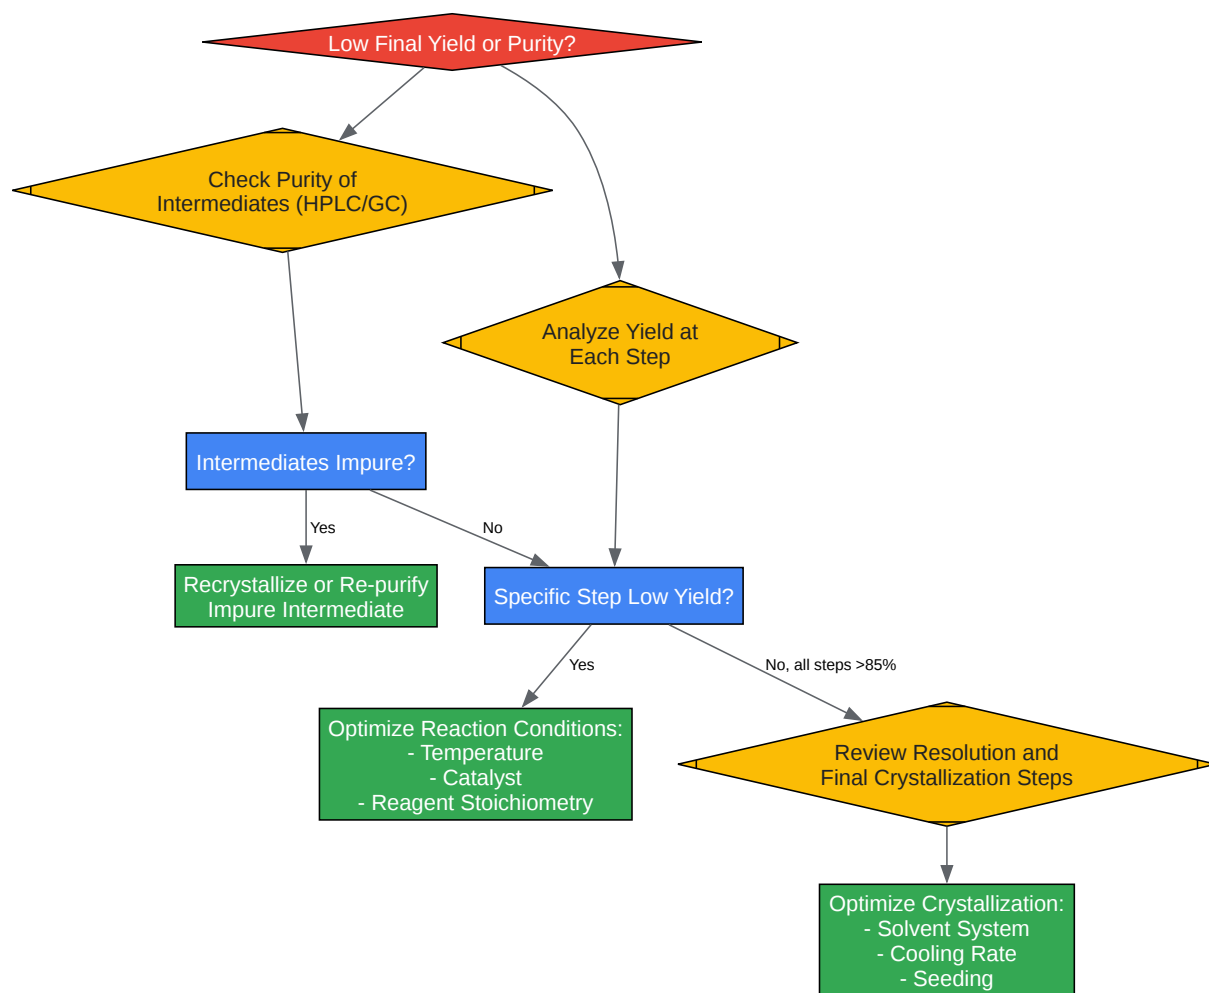 Low Final Yield or Purity?
Check Purity of
Intermediates (HPLC/GC)
Analyze Yield at
Each Step
Intermediates Impure?
Yes
No
Recrystallize or Re-purify
Impure Intermediate
Specific Step Low Yield?
Yes
No, all steps >85%
Optimize Reaction Conditions:
- Temperature
- Catalyst
- Reagent Stoichiometry
Review Resolution and
Final Crystallization Steps
Optimize Crystallization:
- Solvent System
- Cooling Rate
- Seeding